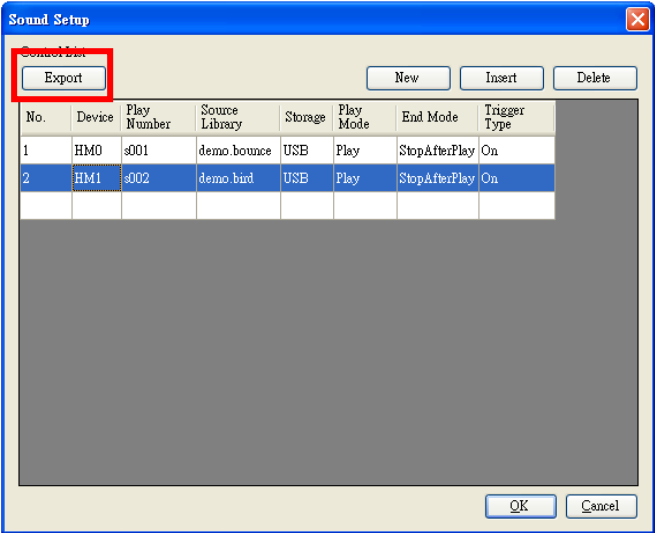 Sound Setup
Control List
Export New Insert Delete
No. Device Play Number Source Library Storage Play Mode End Mode Trigger Type
1 HM0 s001 demo.bounce USB Play StopAfterPlay On
2 HM1 s002 demo.bird USB Play StopAfterPlay On
OK Cancel